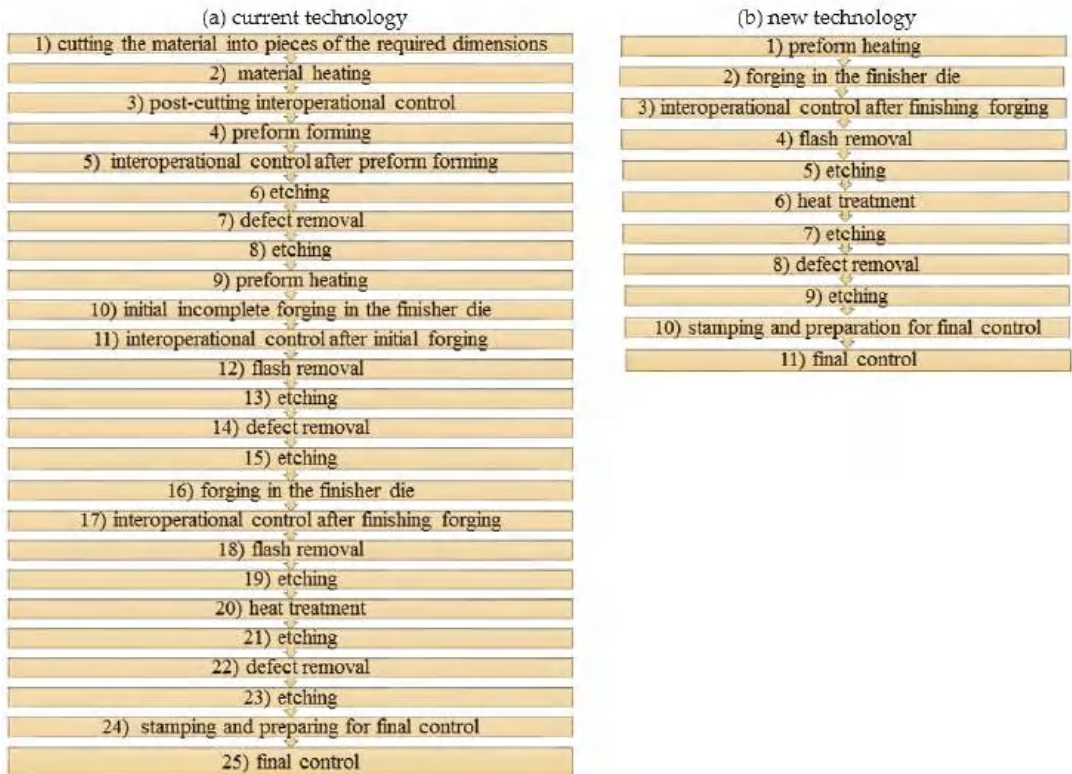 (a) current technology
1) cutting the material into pieces of the required dimensions
2) material heating
3) post-cutting interoperational control
4) preform forming
5) interoperational control after preform forming
6) etching
7) defect removal
8) etching
9) preform heating
10) initial incomplete forging in the finisher die
11) interoperational control after initial forging
12) flash removal
13) etching
14) defect removal
15) etching
16) forging in the finisher die
17) interoperational control after finishing forging
18) flash removal
19) etching
20) heat treatment
21) etching
22) defect removal
23) etching
24) stamping and preparing for final control
25) final control
(b) new technology
1) preform heating
2) forging in the finisher die
3) interoperational control after finishing forging
4) flash removal
5) etching
6) heat treatment
7) etching
8) defect removal
9) etching
10) stamping and preparation for final control
11) final control